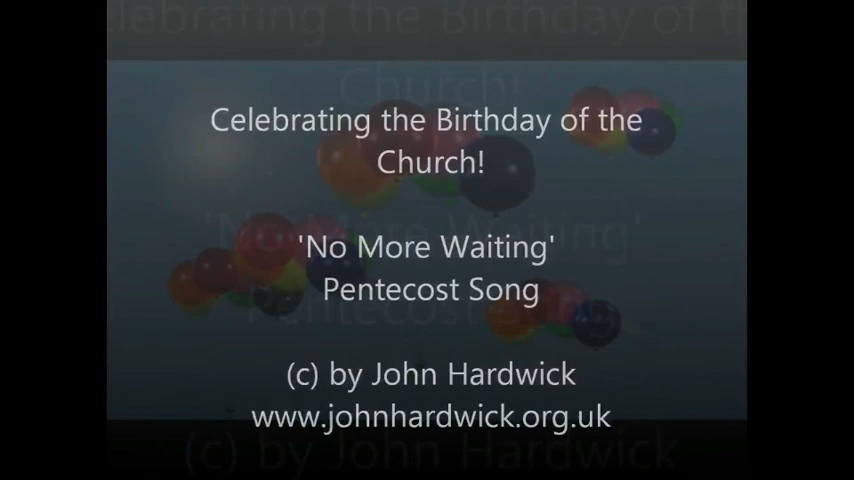 Celebrating the Birthday of the
Church!
'No More Waiting'
Pentecost Song
(c) by John Hardwick
www.johnhardwick.org.uk